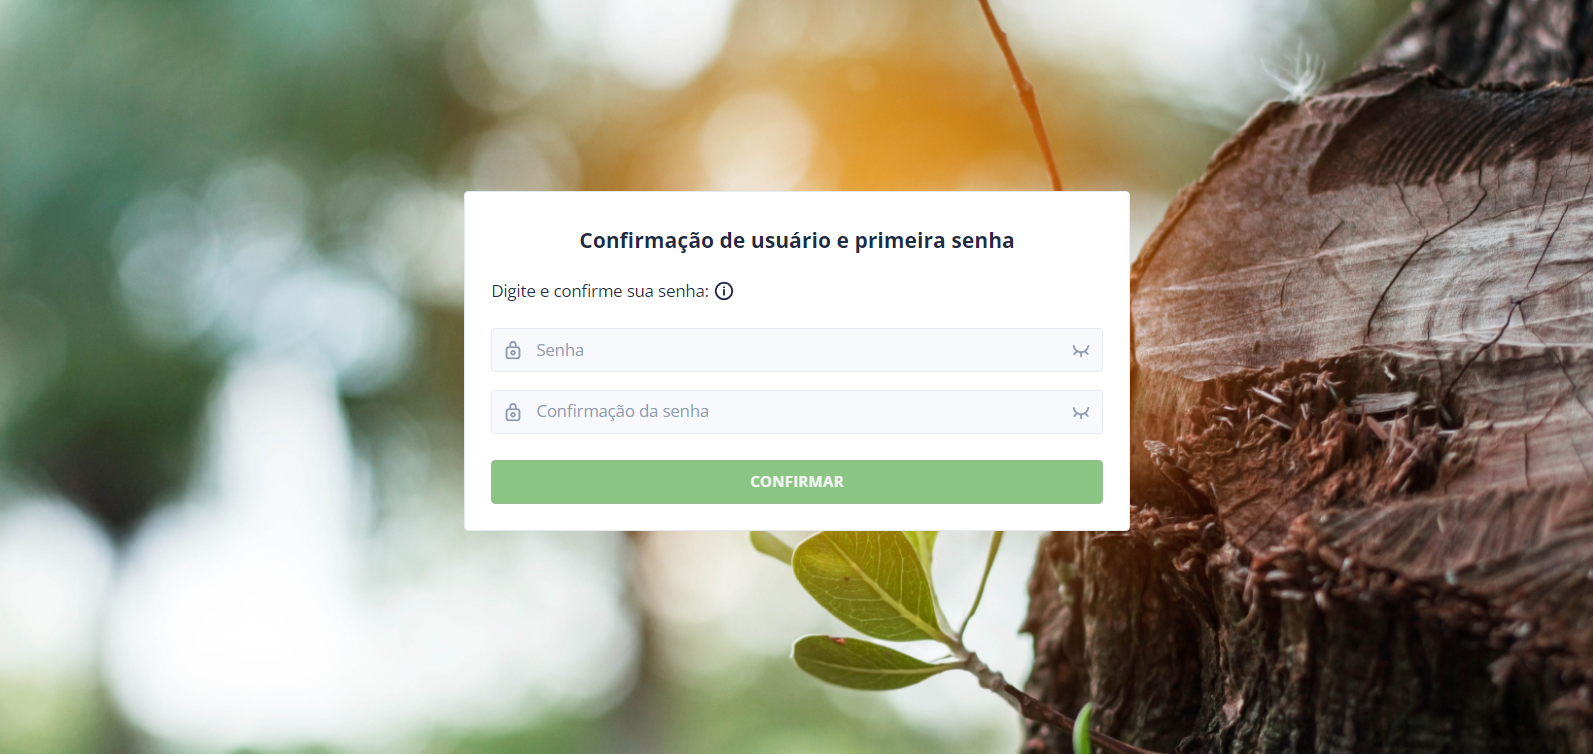 Confirmação de usuário e primeira senha
Digite e confirme sua senha:
Senha
Confirmação da senha
CONFIRMAR